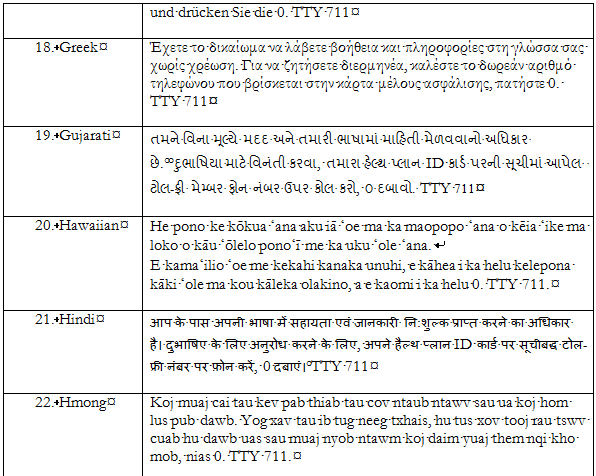 und drücken Sie die 0. TTY 711
18. Greek
Έχετε το δικαίωμα να λάβετε βοήθεια και πληροφορίες στη γλώσσα σας
χωρίς χρέωση. Για να ζητήσετε διερμηνέα, καλέστε το δωρεάν αριθμό
τηλεφώνου που βρίσκεται στην κάρτα μέλους ασφάλισης, πατήστε 0.
TTY 711
19. Gujarati
તમને વિના મૂલ્યે મદદ અને તમારી ભાષામાં માહિતી મેળવવાનો અધિકાર
છે. દુભાષિયા માટે વિનંતી કરવા, તમારા હેલ્થ પ્લાન ID કાર્ડ પરની સૂચીમાં આપેલ
ટોલ-ફ્રી મેમ્બર ફોન નંબર ઉપર કોલ કરો, ૦ દબાવો. TTY 711
20. Hawaiian
He pono ke kōkua ʻana aku iā ʻoe ma ka maopopo ʻana o kēia ʻike ma
loko o kāu ʻōlelo ponoʻī me ka uku ʻole ʻana.
E kamaʻilio ʻoe me kekahi kanaka unuhi, e kāhea i ka helu kelepona
kāki ʻole ma kou kāleka olakino, a e kaomi i ka helu 0. TTY 711.
21. Hindi
आप के पास अपनी भाषा में सहायता एवं जानकारी नि:शुल्क प्राप्त करने का अधिकार
है। दुभाषिए के लिए अनुरोध करने के लिए, अपने हैल्थ प्लान ID कार्ड पर सूचीबद्ध टोल-
फ्री नंबर पर फ़ोन करें, 0 दबाएं। TTY 711
22. Hmong
Koj muaj cai tau kev pab thiab tau cov ntaub ntawv sau ua koj hom
lus pub dawb. Yog xav tau ib tug neeg txhais, hu tus xov tooj rau tswv
cuab hu dawb uas sau muaj nyob ntawm koj daim yuaj them nqi kho
mob, nias 0. TTY 711.